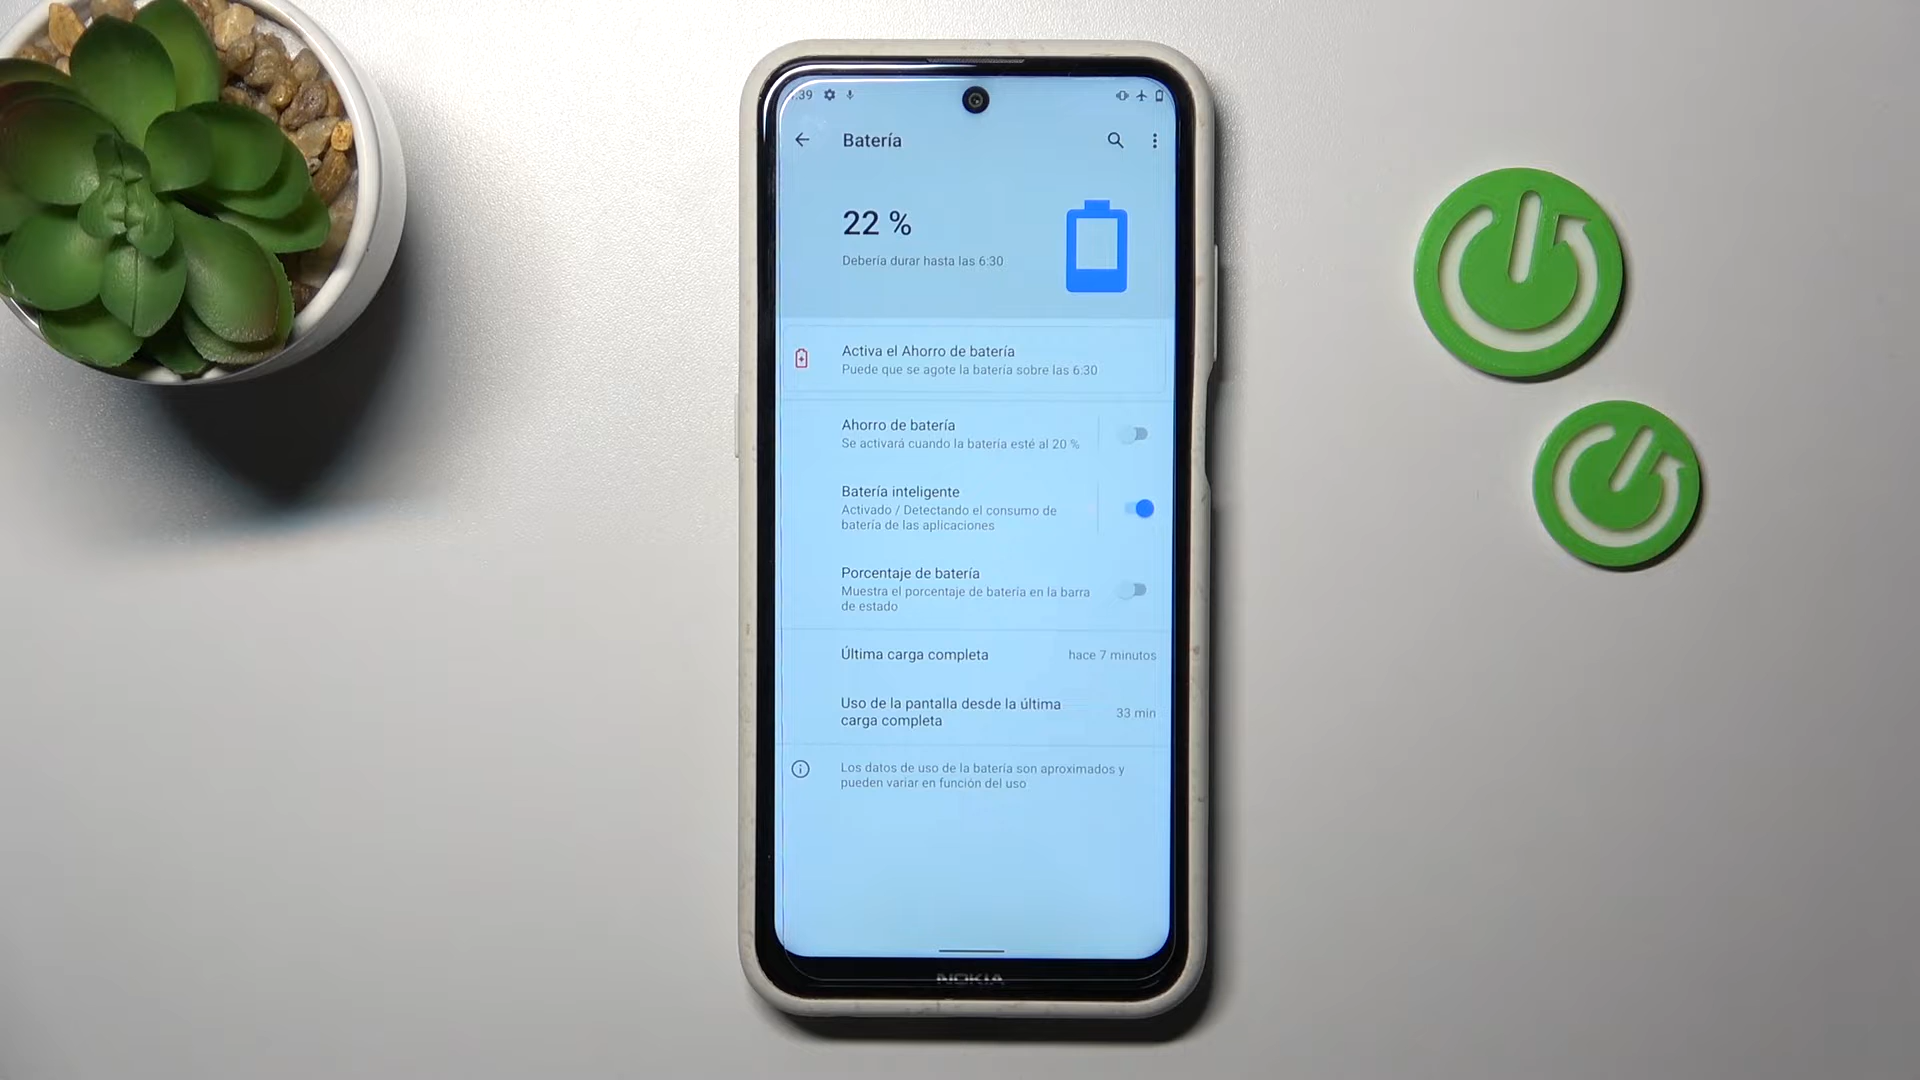 :39
Batería
22 %
Debería durar hasta las 6:30
Activa el Ahorro de batería
Puede que se agote la batería sobre las 6:30
Ahorro de batería
Se activará cuando la batería esté al 20 %
Batería inteligente
Activado / Detectando el consumo de
batería de las aplicaciones
Porcentaje de batería
Muestra el porcentaje de batería en la barra
de estado
Última carga completa
hace 7 minutos
Uso de la pantalla desde la última
carga completa
33 min
Los datos de uso de la batería son aproximados y
pueden variar en función del uso
NOKIA